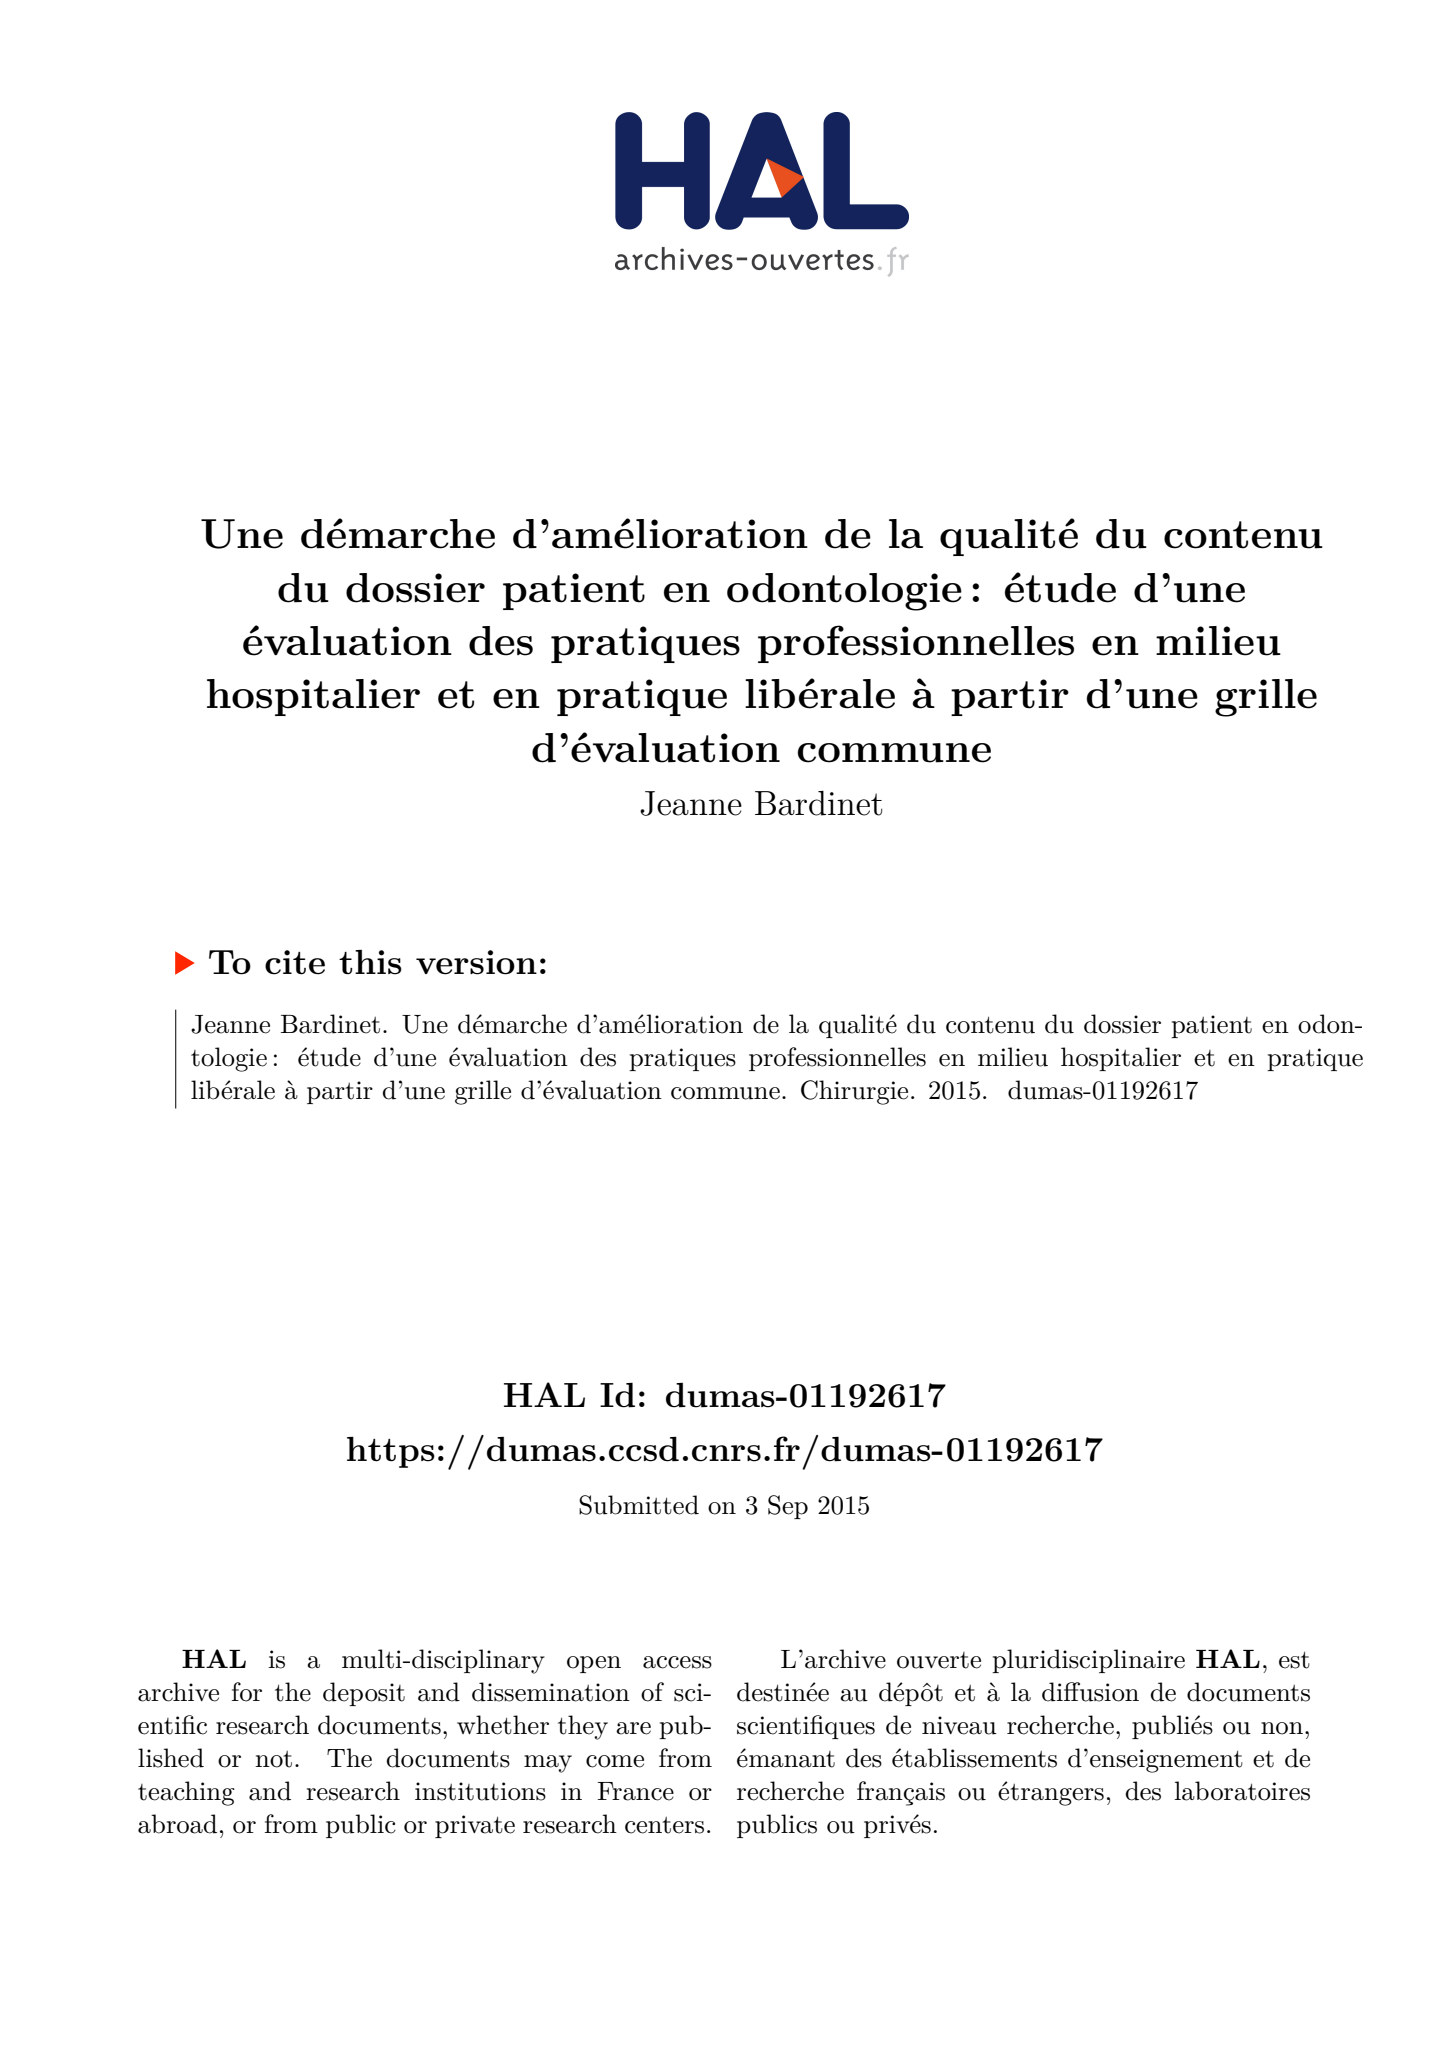 HAL
archives-ouvertes.fr
Une démarche d'amélioration de la qualité du contenu
du dossier patient en odontologie : étude d'une
évaluation des pratiques professionnelles en milieu
hospitalier et en pratique libérale à partir d'une grille
d'évaluation commune
Jeanne Bardinet
To cite this version:
Jeanne Bardinet. Une démarche d'amélioration de la qualité du contenu du dossier patient en odon-
tologie : étude d'une évaluation des pratiques professionnelles en milieu hospitalier et en pratique
libérale à partir d'une grille d'évaluation commune. Chirurgie. 2015. dumas-01192617
HAL Id: dumas-01192617
https://dumas.ccsd.cnrs.fr/dumas-01192617
Submitted on 3 Sep 2015
HAL is a multi-disciplinary open access
archive for the deposit and dissemination of sci-
entific research documents, whether they are pub-
lished or not. The documents may come from
teaching and research institutions in France or
abroad, or from public or private research centers.
L'archive ouverte pluridisciplinaire HAL, est
destinée au dépôt et à la diffusion de documents
scientifiques de niveau recherche, publiés ou non,
émanant des établissements d'enseignement et de
recherche français ou étrangers, des laboratoires
publics ou privés.